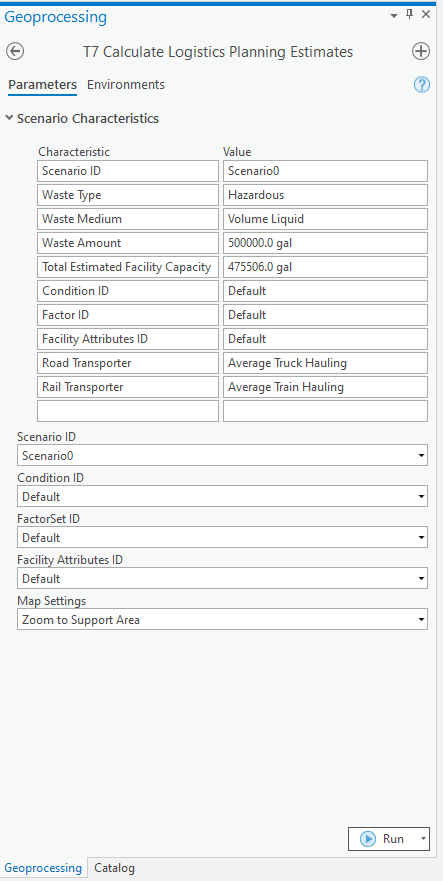 Geoprocessing
T7 Calculate Logistics Planning Estimates
Parameters Environments
?
Scenario Characteristics
Characteristic Value
Scenario ID Scenario0
Waste Type Hazardous
Waste Medium Volume Liquid
Waste Amount 500000.0 gal
Total Estimated Facility Capacity 475506.0 gal
Condition ID Default
Factor ID Default
Facility Attributes ID Default
Road Transporter Average Truck Hauling
Rail Transporter Average Train Hauling
Scenario ID
Scenario0
Condition ID
Default
FactorSet ID
Default
Facility Attributes ID
Default
Map Settings
Zoom to Support Area
Run
Geoprocessing Catalog